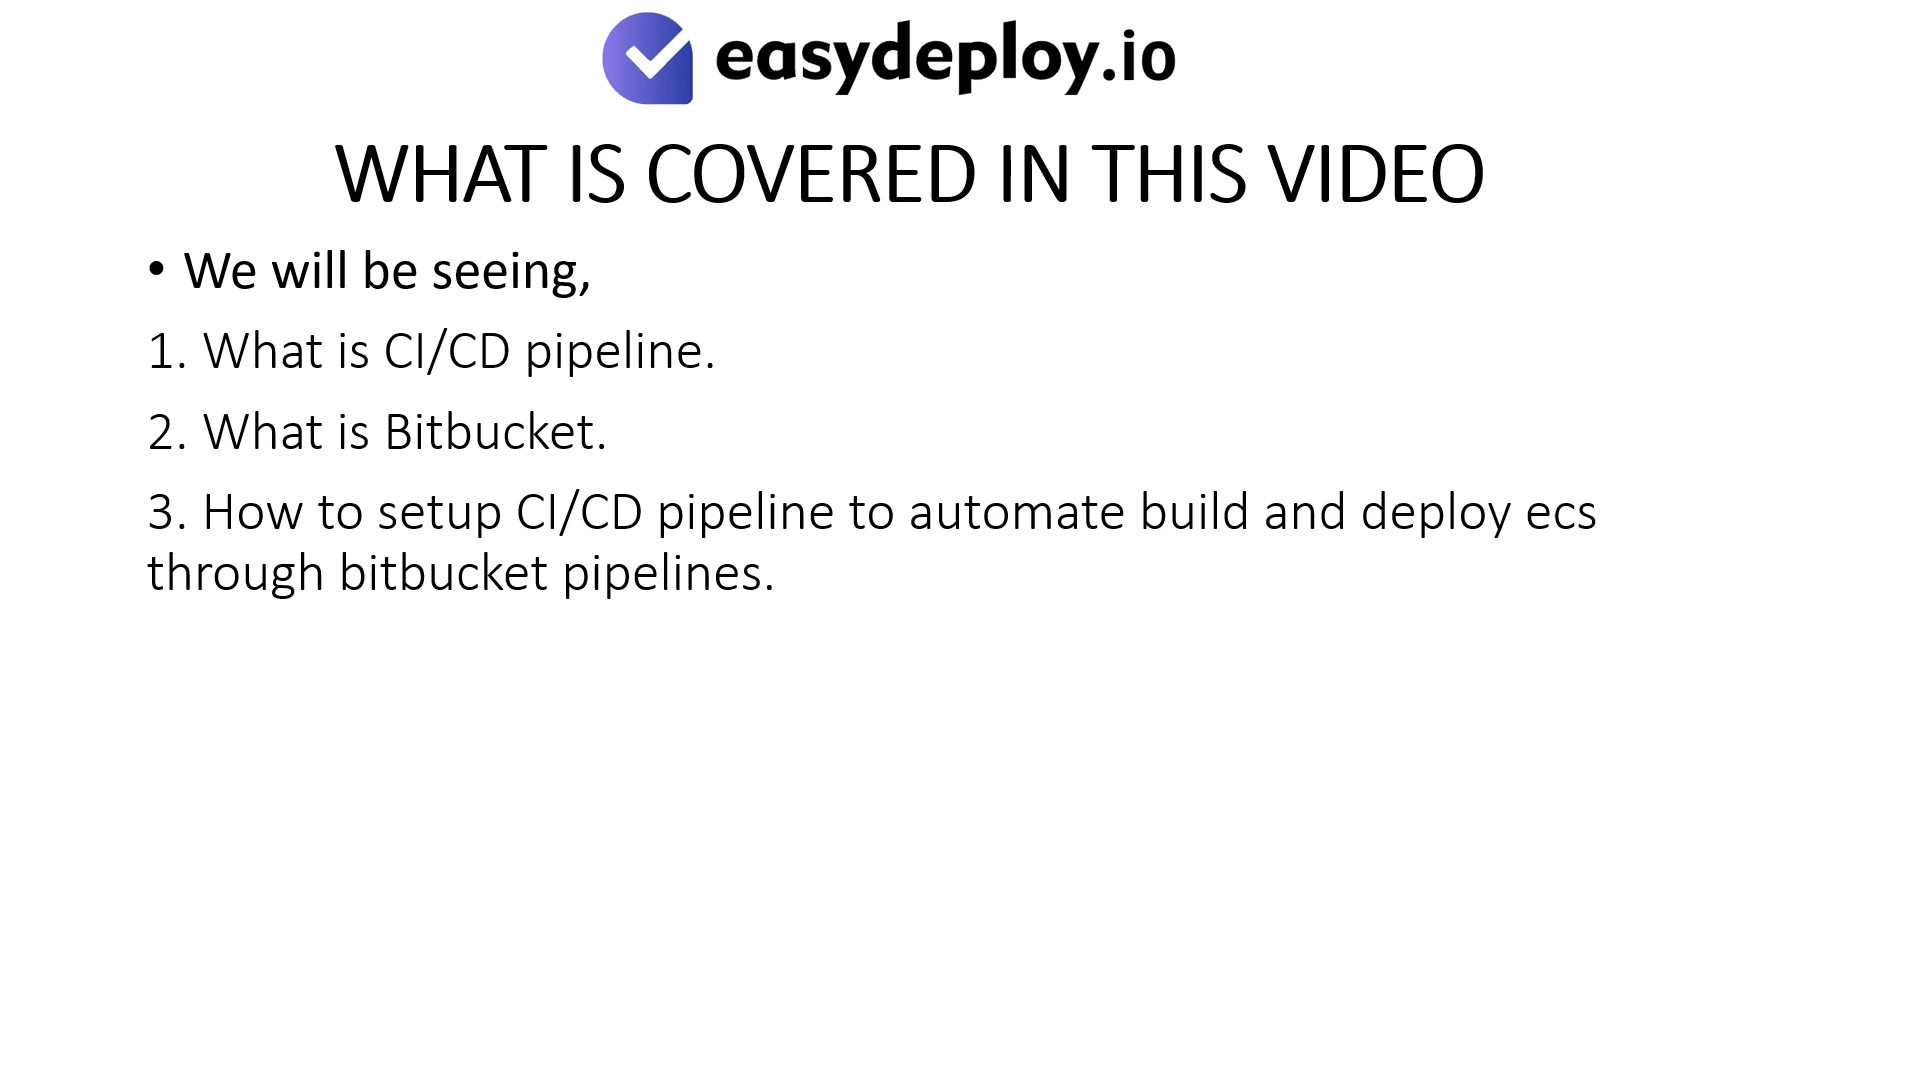 easydeploy.io
WHAT IS COVERED IN THIS VIDEO
• We will be seeing,
1. What is CI/CD pipeline.
2. What is Bitbucket.
3. How to setup CI/CD pipeline to automate build and deploy ecs
through bitbucket pipelines.